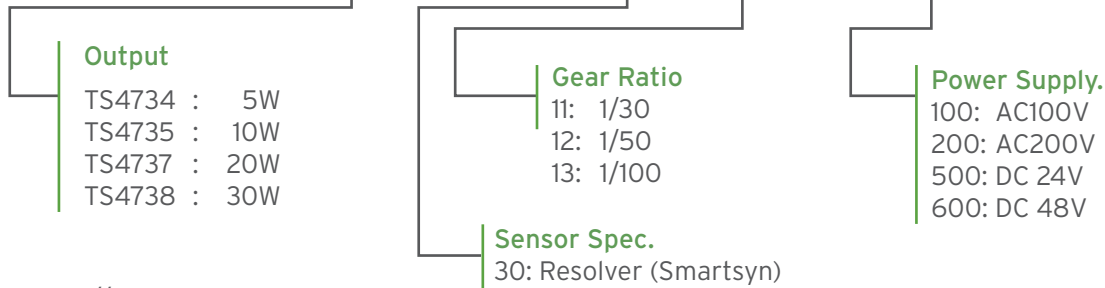 Output
TS4734 : 5W
TS4735 : 10W
TS4737 : 20W
TS4738 : 30W
Gear Ratio
11: 1/30
12: 1/50
13: 1/100
Sensor Spec.
30: Resolver (Smartsyn)
Power Supply.
100: AC100V
200: AC200V
500: DC 24V
600: DC 48V